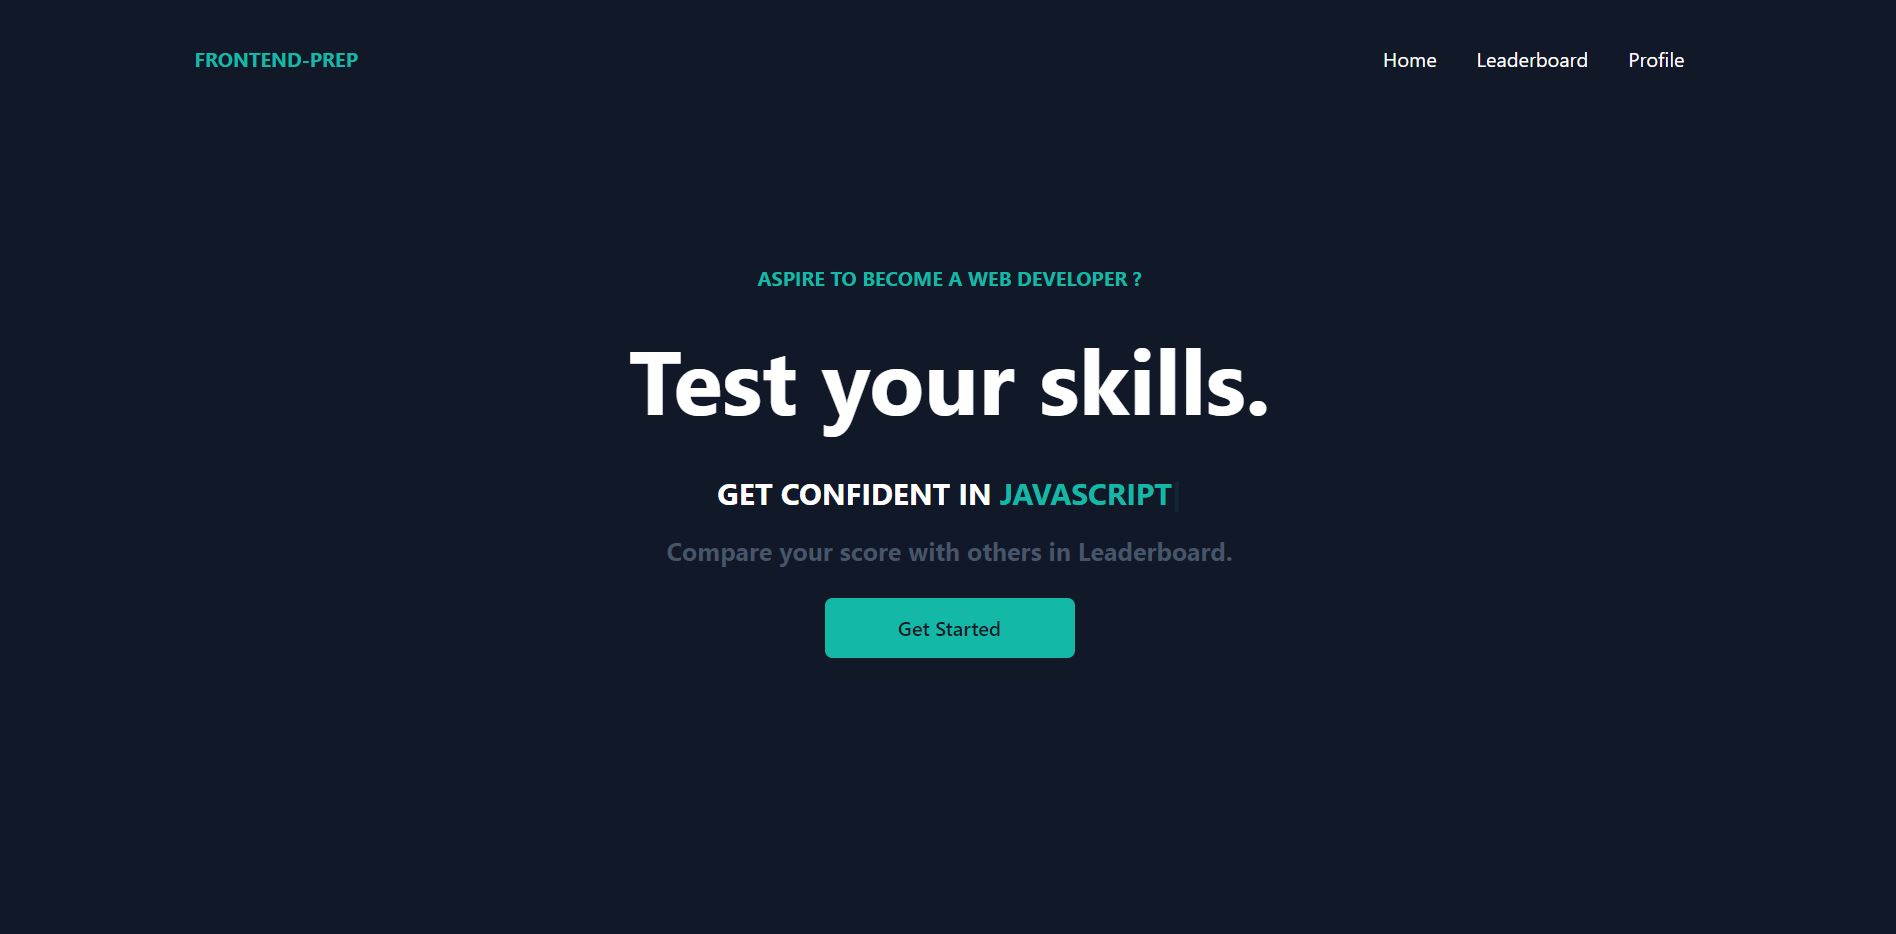 FRONTEND-PREP
Home Leaderboard Profile
ASPIRE TO BECOME A WEB DEVELOPER ?
Test your skills.
GET CONFIDENT IN JAVASCRIPT
Compare your score with others in Leaderboard.
Get Started